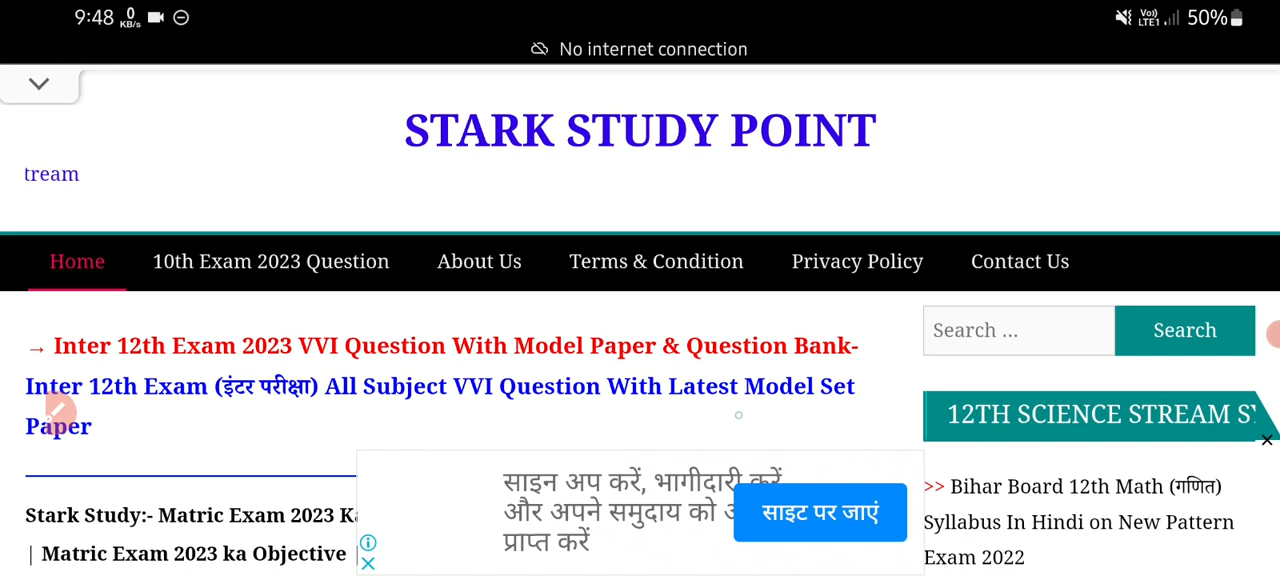 9:48 0 KB/s Vo) LTE1 50%
No internet connection
STARK STUDY POINT
tream
Home 10th Exam 2023 Question About Us Terms & Condition Privacy Policy Contact Us
→ Inter 12th Exam 2023 VVI Question With Model Paper & Question Bank-
Inter 12th Exam (इंटर परीक्षा) All Subject VVI Question With Latest Model Set
Paper
Stark Study:- Matric Exam 2023
| Matric Exam 2023 ka Objective |
साइन अप करें, भागीदारी करें
और अपने समुदाय को
प्राप्त करें
साइट पर जाएं
Search ... Search
12TH SCIENCE STREAM
>> Bihar Board 12th Math (गणित)
Syllabus In Hindi on New Pattern
Exam 2022